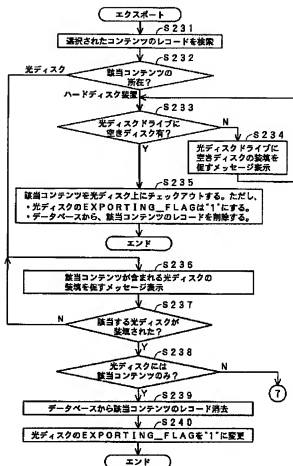 エクスポート
S231
選択されたコンテンツのレコードを検索
S232
光ディスク
該当コンテンツの
所在?
ハードディスク装置
S233
光ディスクドライブに
空きディスク有?
N
S234
光ディスクドライブに
空きディスクの装填を
促すメッセージ表示
Y
S235
該当コンテンツを光ディスク上にチェックアウトする。ただし、
・光ディスクのEXPORTING_FLAGは"1"にする。
・データベースから、該当コンテンツのレコードを削除する。
エンド
S236
該当コンテンツが含まれる光ディスクの
装填を促すメッセージ表示
S237
N
該当する光ディスクが
装填された?
Y
S238
光ディスクには
該当コンテンツのみ?
N
7
Y
S239
データベースから該当コンテンツのレコード消去
S240
光ディスクのEXPORTING_FLAGを"1"に変更
エンド